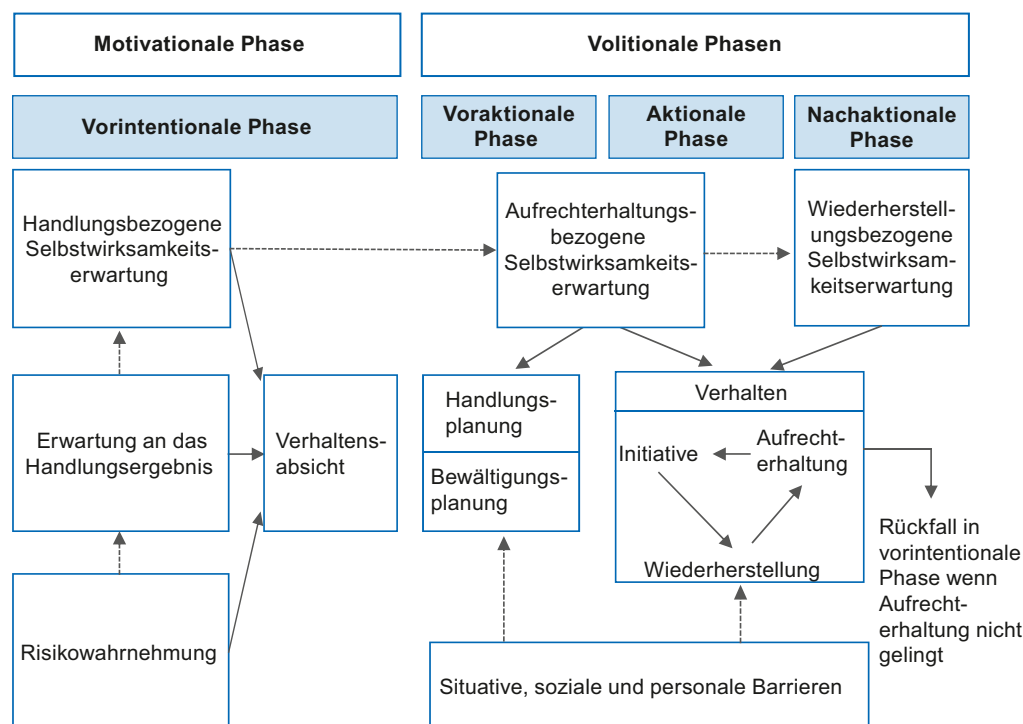 Motivationale Phase
Volitionale Phasen
Vorintentionale Phase
Voraktionale
Phase
Aktionale
Phase
Nachaktionale
Phase
Handlungsbezogene
Selbstwirksamkeits-
erwartung
Aufrechterhaltungs-
bezogene
Selbstwirksamkeits-
erwartung
Wiederherstell-
ungsbezogene
Selbstwirksam-
keitserwartung
Erwartung an das
Handlungsergebnis
Verhaltens-
absicht
Handlungs-
planung
Bewältigungs-
planung
Verhalten
Initiative
Aufrecht-
erhaltung
Wiederherstellung
Rückfall in
vorintentionale
Phase wenn
Aufrecht-
erhaltung nicht
gelingt
Risikowahrnehmung
Situative, soziale und personale Barrieren